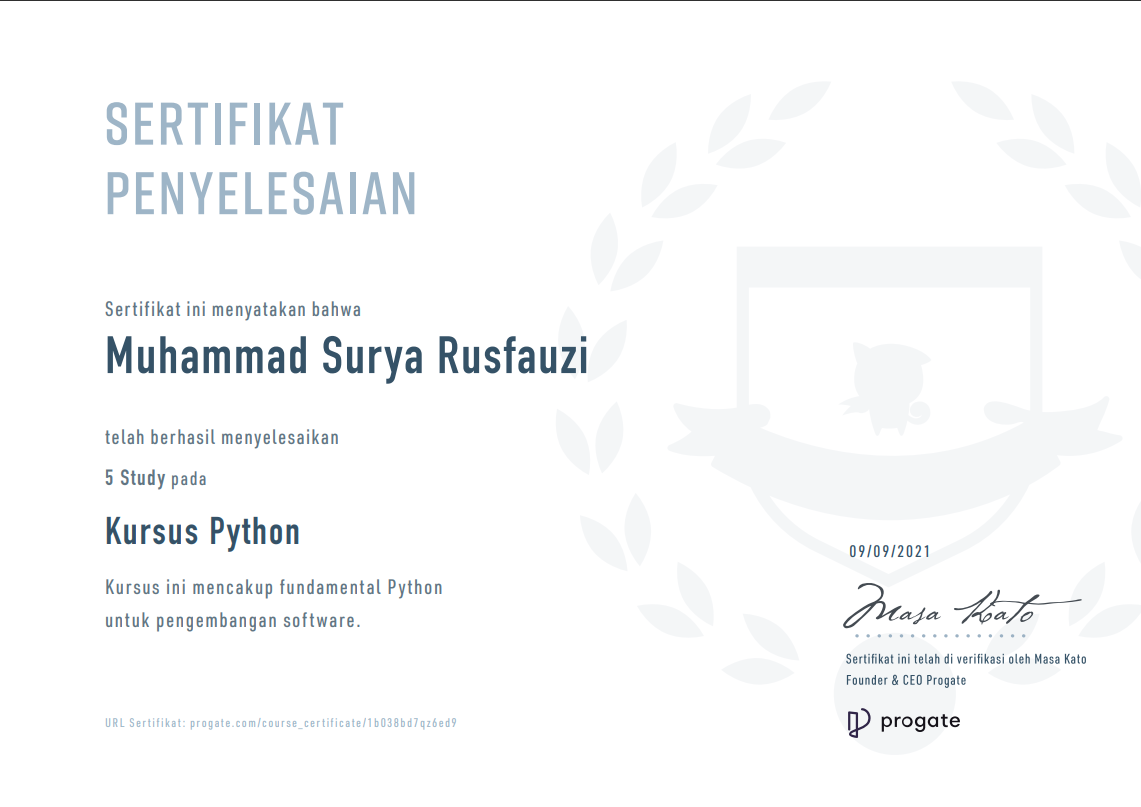 SERTIFIKAT
PENYELESAIAN
Sertifikat ini menyatakan bahwa
Muhammad Surya Rusfauzi
telah berhasil menyelesaikan
5 Study pada
Kursus Python
Kursus ini mencakup fundamental Python
untuk pengembangan software.
URL Sertifikat: progate.com/course_certificate/1b038bd7qz6ed9
09/09/2021
Masa Kato
Sertifikat ini telah di verifikasi oleh Masa Kato
Founder & CEO Progate
progate